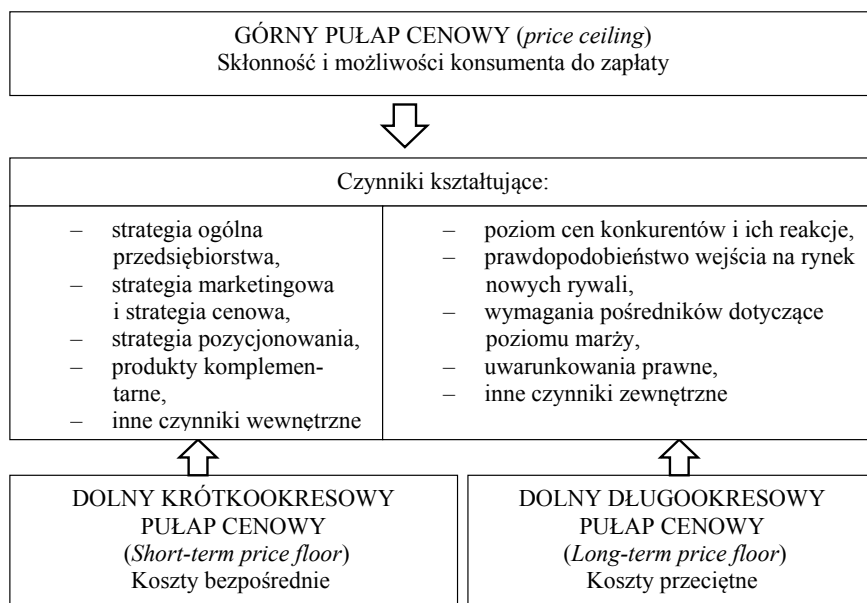 GÓRNY PUŁAP CENOWY (price ceiling)
Skłonność i możliwości konsumenta do zapłaty
Czynniki kształtujące:
– strategia ogólna
przedsiębiorstwa,
– strategia marketingowa
i strategia cenowa,
– strategia pozycjonowania,
– produkty komplemen-
tarne,
– inne czynniki wewnętrzne
– poziom cen konkurentów i ich reakcje,
– prawdopodobieństwo wejścia na rynek
nowych rywali,
– wymagania pośredników dotyczące
poziomu marży,
– uwarunkowania prawne,
– inne czynniki zewnętrzne
DOLNY KRÓTKOOKRESOWY
PUŁAP CENOWY
(Short-term price floor)
Koszty bezpośrednie
DOLNY DŁUGOOKRESOWY
PUŁAP CENOWY
(Long-term price floor)
Koszty przeciętne